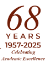 68
YEARS
1957-2025
Celebrating
Academic Excellence